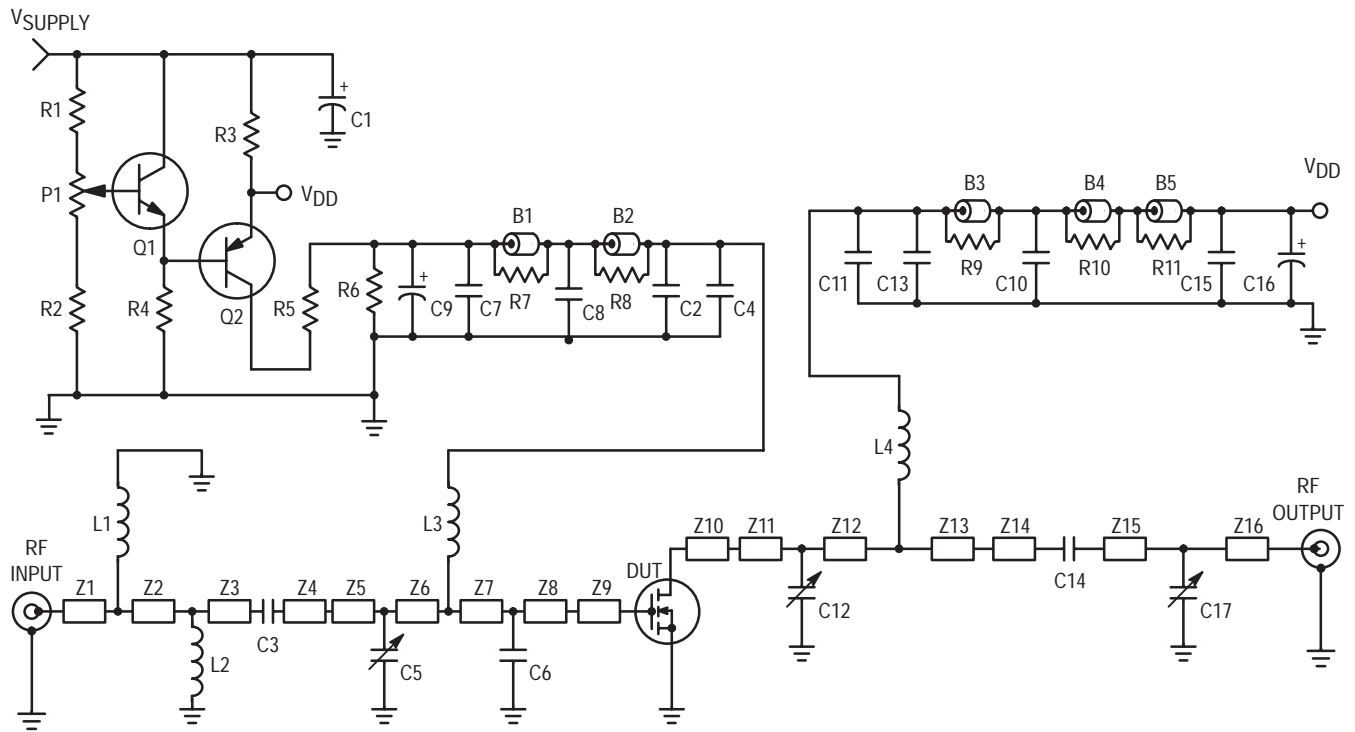 VSUPPLY
R1
C1
R3
P1
VDD
Q1
R2
R4
Q2
R5
R6
C9
C7
B1
R7
C8
B2
R8
C2
C4
VDD
B3
B4
B5
R9
R10
R11
C11
C13
C10
C15
C16
L1
L3
L4
RF
INPUT
Z1
Z2
Z3
Z4
Z5
Z6
Z7
Z8
Z9
L2
C3
C5
C6
DUT
Z10
Z11
Z12
Z13
Z14
Z15
Z16
C12
C14
C17
RF
OUTPUT
+
+
+